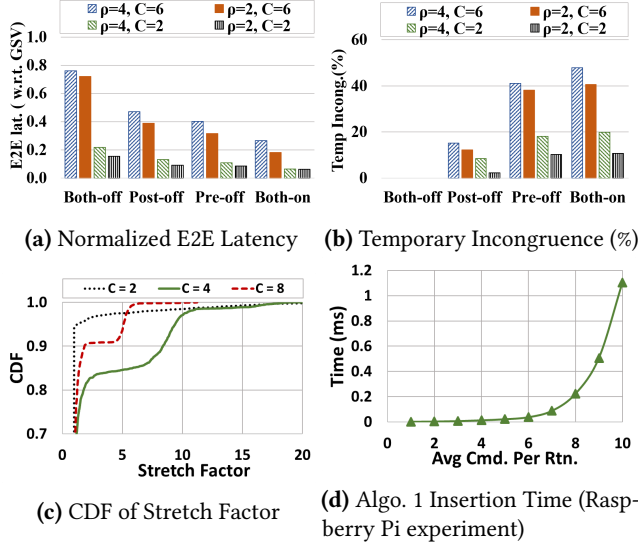 ρ=4, C=6 ρ=2, C=6
ρ=4, C=2 ρ=2, C=2
E2E lat. ( w.r.t. GSV)
1.0
0.8
0.6
0.4
0.2
0.0
Both-off Post-off Pre-off Both-on
(a) Normalized E2E Latency
ρ=4, C=6 ρ=2, C=6
ρ=4, C=2 ρ=2, C=2
Temp Incong.(%)
60
40
20
0
Both-off Post-off Pre-off Both-on
(b) Temporary Incongruence (%)
C = 2 C = 4 C = 8
CDF
1.0
0.9
0.8
0.7
0 5 10 15 20
Stretch Factor
(c) CDF of Stretch Factor
Time (ms)
1.2
1
0.8
0.6
0.4
0.2
0
0 2 4 6 8 10
Avg Cmd. Per Rtn.
(d) Algo. 1 Insertion Time (Rasp-
berry Pi experiment)